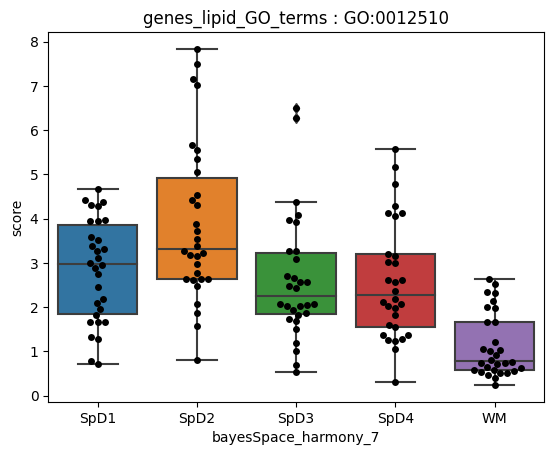 genes_lipid_GO_terms : GO:0012510
8
7
6
5
4
3
2
1
0
score
SpD1 SpD2 SpD3 SpD4 WM
bayesSpace_harmony_7